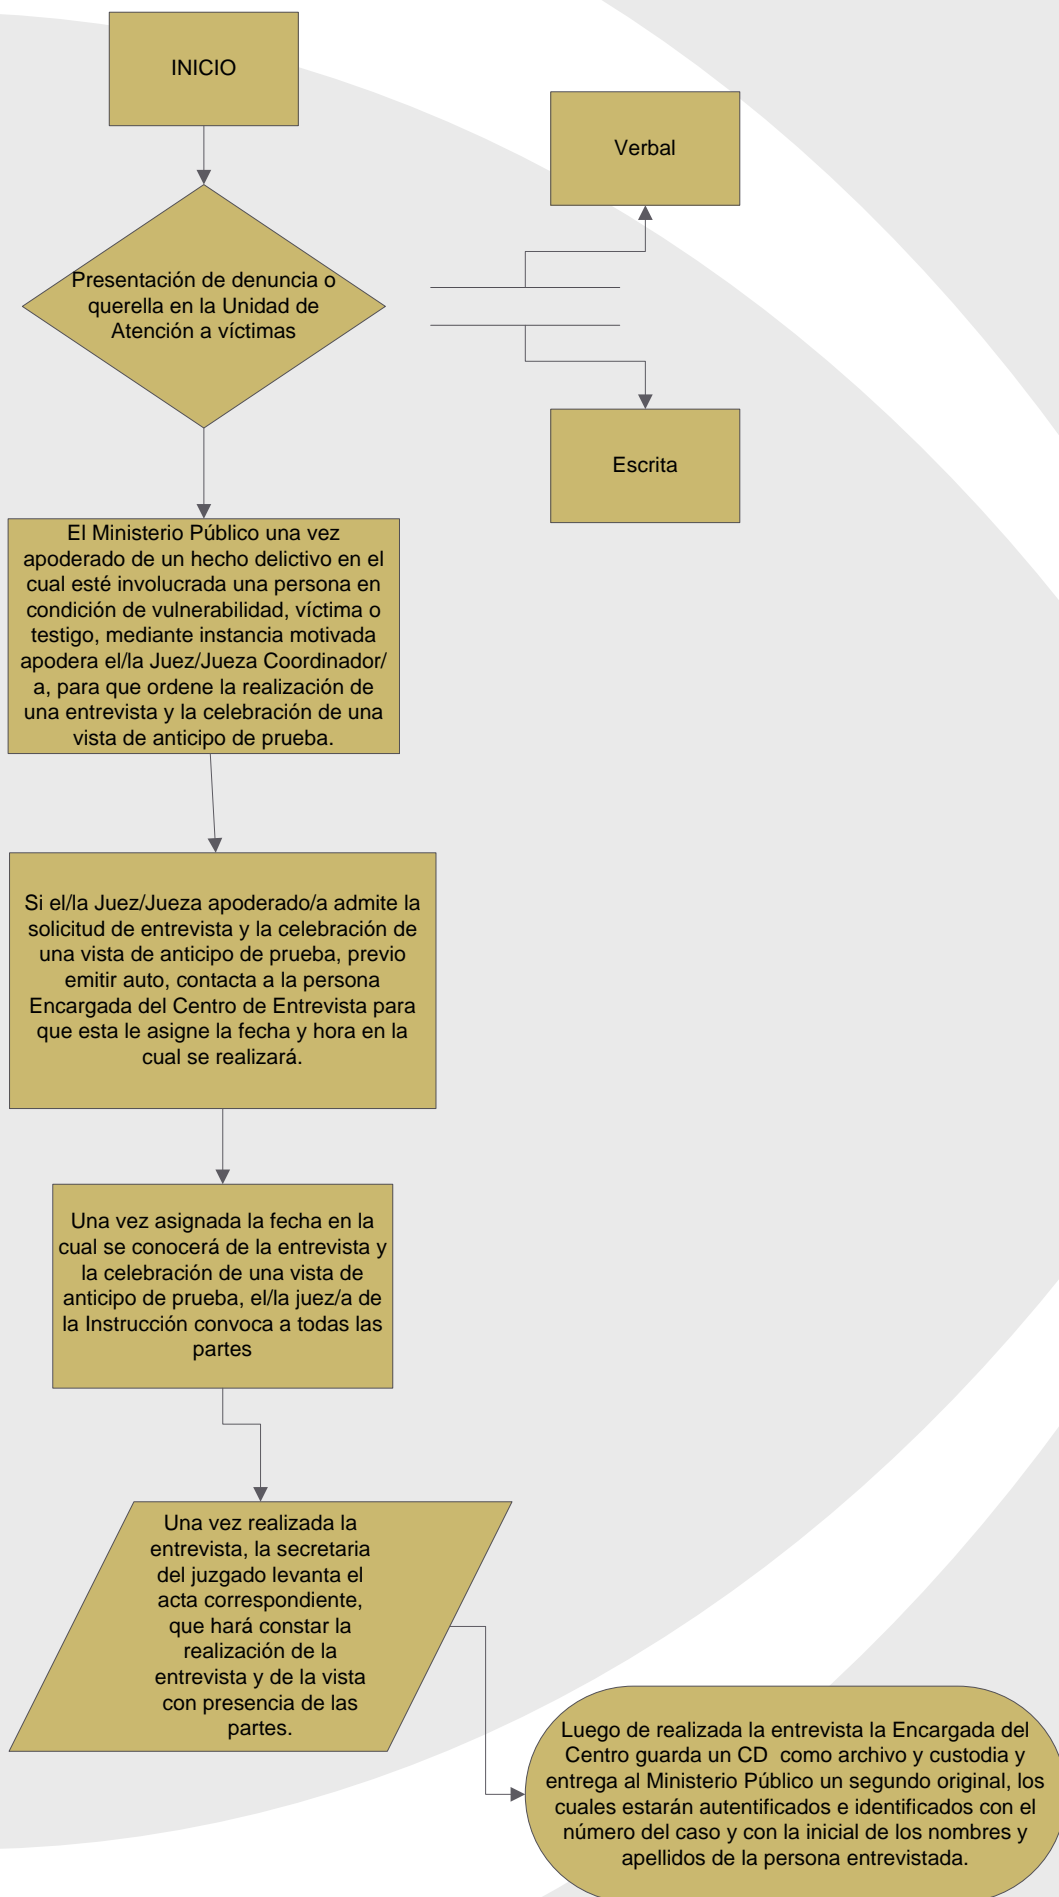 INICIO
Verbal
Presentación de denuncia o
querella en la Unidad de
Atención a víctimas
Escrita
El Ministerio Público una vez
apoderado de un hecho delictivo en el
cual esté involucrada una persona en
condición de vulnerabilidad, víctima o
testigo, mediante instancia motivada
apodera el/la Juez/Jueza Coordinador/
a, para que ordene la realización de
una entrevista y la celebración de una
vista de anticipo de prueba.
Si el/la Juez/Jueza apoderado/a admite la
solicitud de entrevista y la celebración de
una vista de anticipo de prueba, previo
emitir auto, contacta a la persona
Encargada del Centro de Entrevista para
que esta le asigne la fecha y hora en la
cual se realizará.
Una vez asignada la fecha en la
cual se conocerá de la entrevista y
la celebración de una vista de
anticipo de prueba, el/la juez/a de
la Instrucción convoca a todas las
partes
Una vez realizada la
entrevista, la secretaria
del juzgado levanta el
acta correspondiente,
que hará constar la
realización de la
entrevista y de la vista
con presencia de las
partes.
Luego de realizada la entrevista la Encargada del
Centro guarda un CD  como archivo y custodia y
entrega al Ministerio Público un segundo original, los
cuales estarán autentificados e identificados con el
número del caso y con la inicial de los nombres y
apellidos de la persona entrevistada.